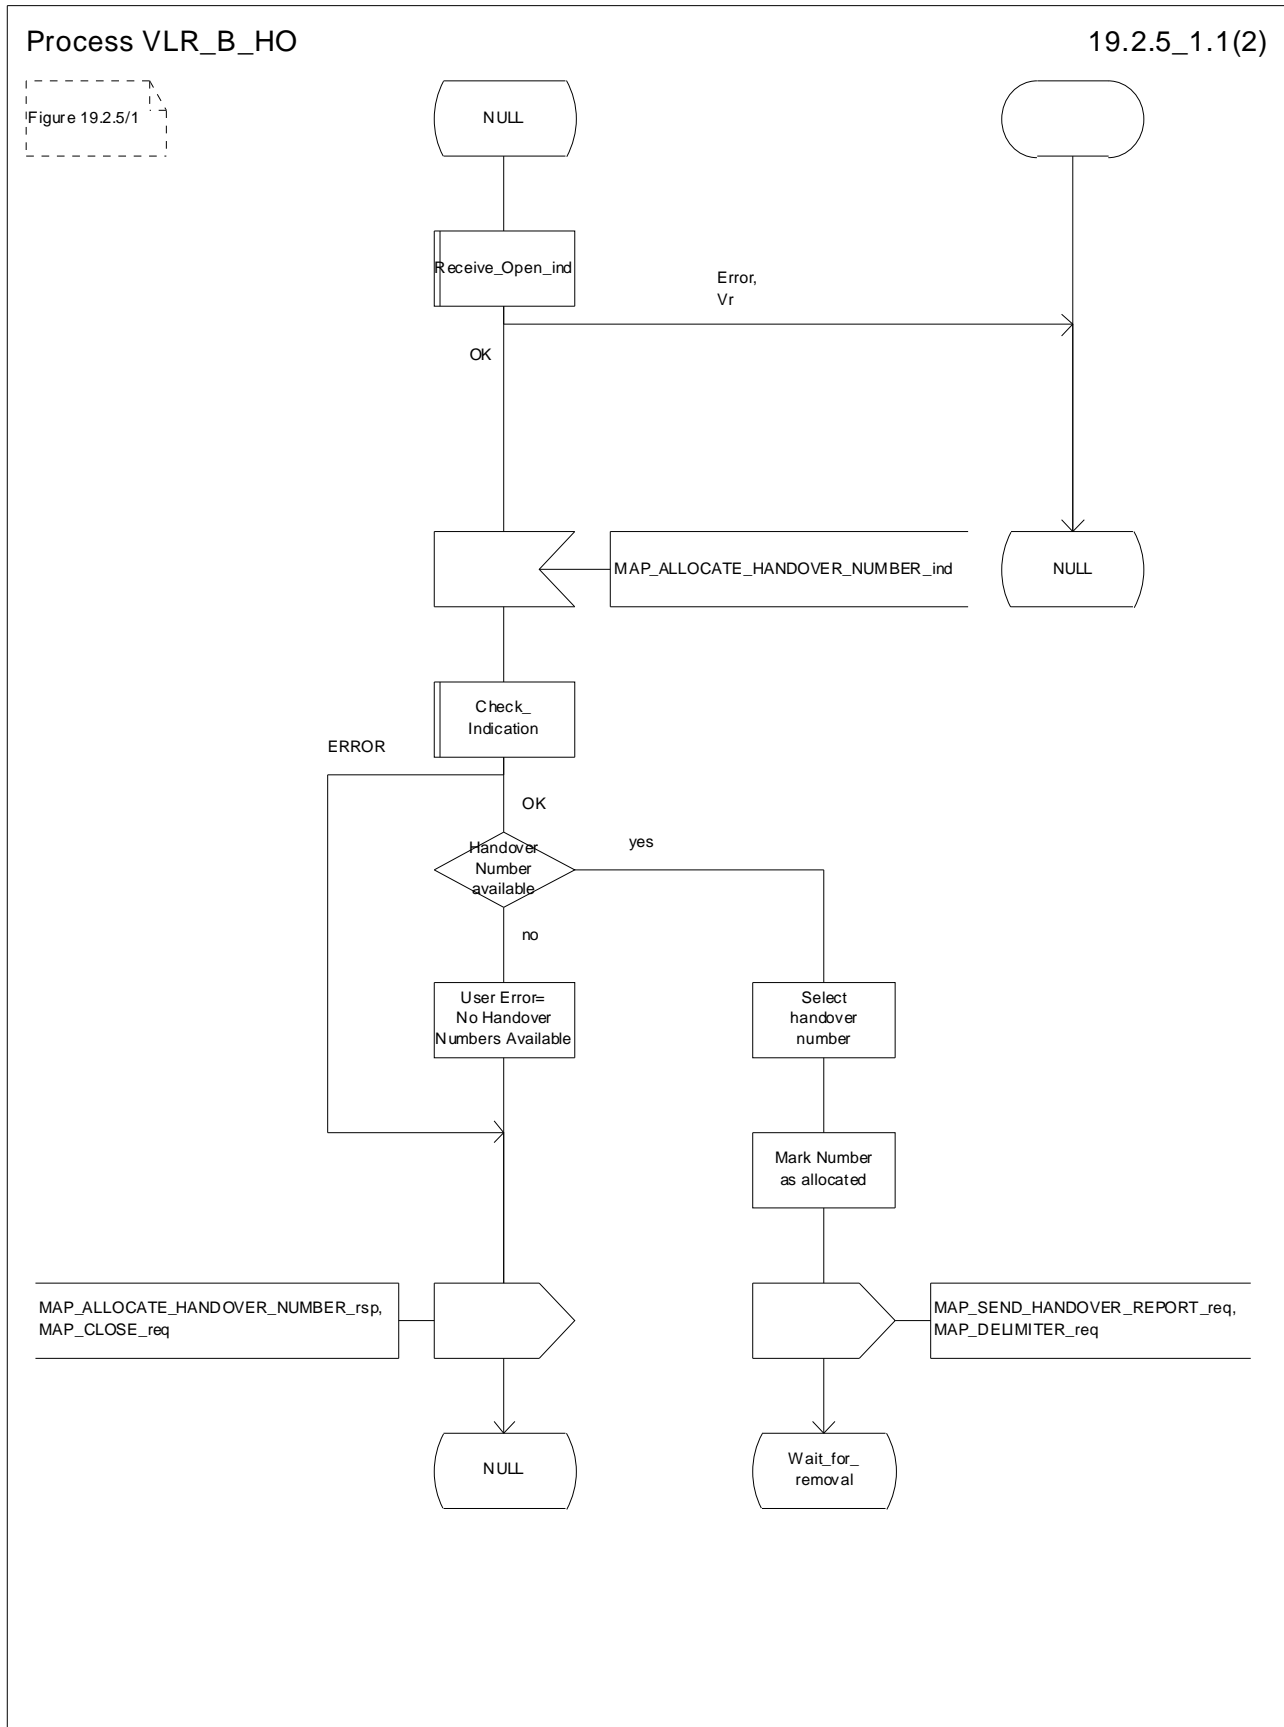 Process VLR_B_HO
19.2.5_1.1(2)
Figure 19.2.5/1
NULL
Receive_Open_ind
Error,
Vr
OK
MAP_ALLOCATE_HANDOVER_NUMBER_ind
NULL
Check_
Indication
ERROR
OK
Handover
Number
available
yes
no
User Error=
No Handover
Numbers Available
Select
handover
number
Mark Number
as allocated
MAP_ALLOCATE_HANDOVER_NUMBER_rsp,
MAP_CLOSE_req
MAP_SEND_HANDOVER_REPORT_req,
MAP_DELIMITER_req
NULL
Wait_for_
removal